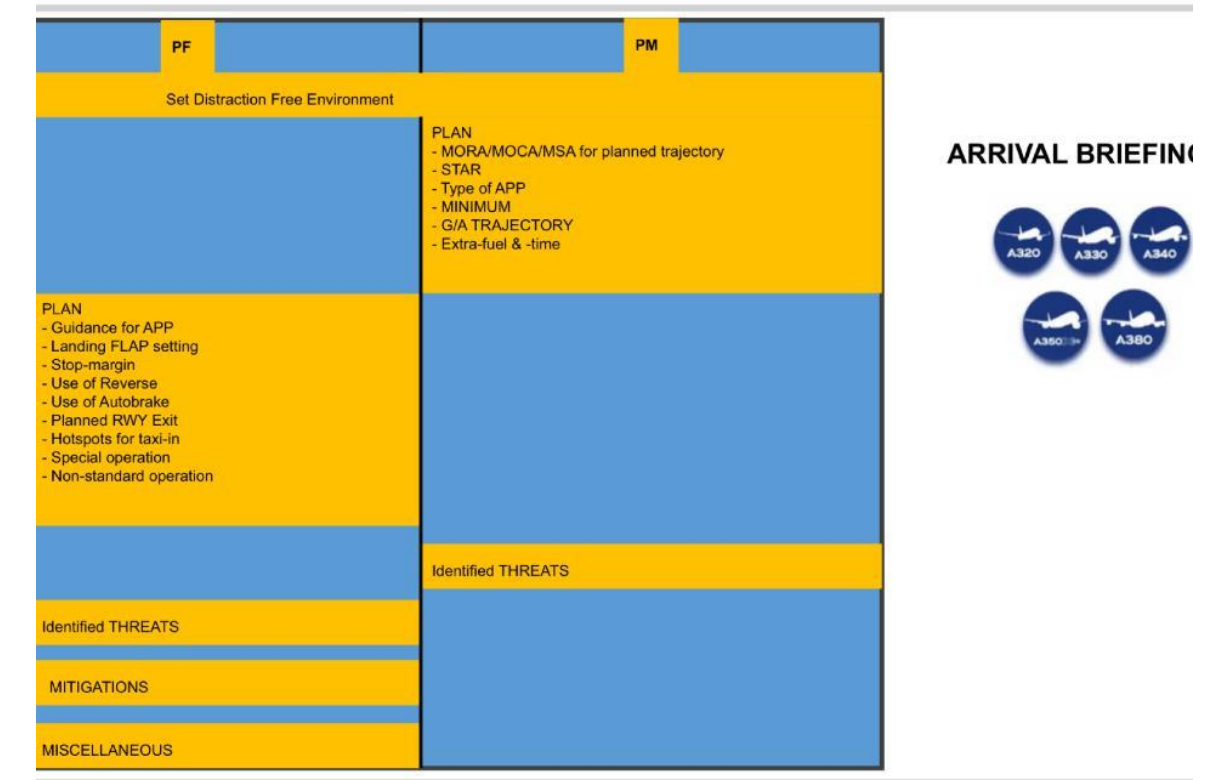 PF
PM
Set Distraction Free Environment
PLAN
- MORA/MOCA/MSA for planned trajectory
- STAR
- Type of APP
- MINIMUM
- G/A TRAJECTORY
- Extra-fuel & -time
PLAN
- Guidance for APP
- Landing FLAP setting
- Stop-margin
- Use of Reverse
- Use of Autobrake
- Planned RWY Exit
- Hotspots for taxi-in
- Special operation
- Non-standard operation
Identified THREATS
Identified THREATS
MITIGATIONS
MISCELLANEOUS
ARRIVAL BRIEFING
A320
A330
A340
A350
A380